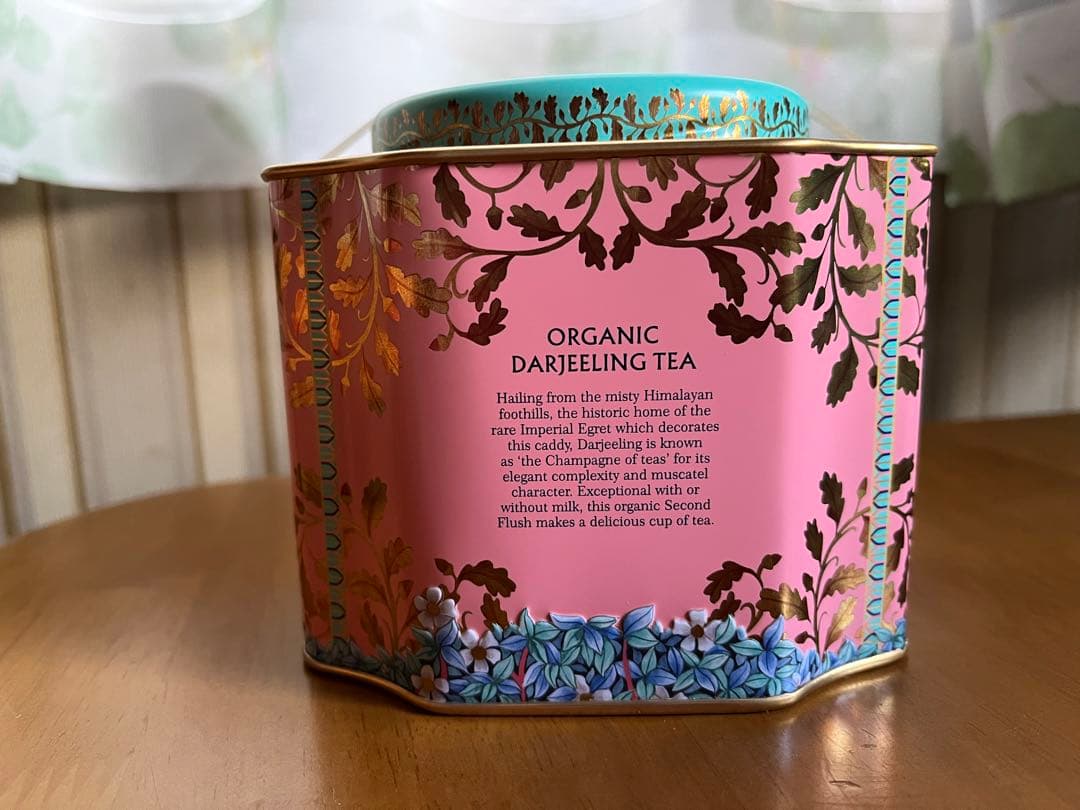 ORGANIC
DARJEELING TEA
Hailing from the misty Himalayan
foothills, the historic home of the
rare Imperial Egret which decorates
this caddy, Darjeeling is known
as ‘the Champagne of teas’ for its
elegant complexity and muscatel
character. Exceptional with or
without milk, this organic Second
Flush makes a delicious cup of tea.